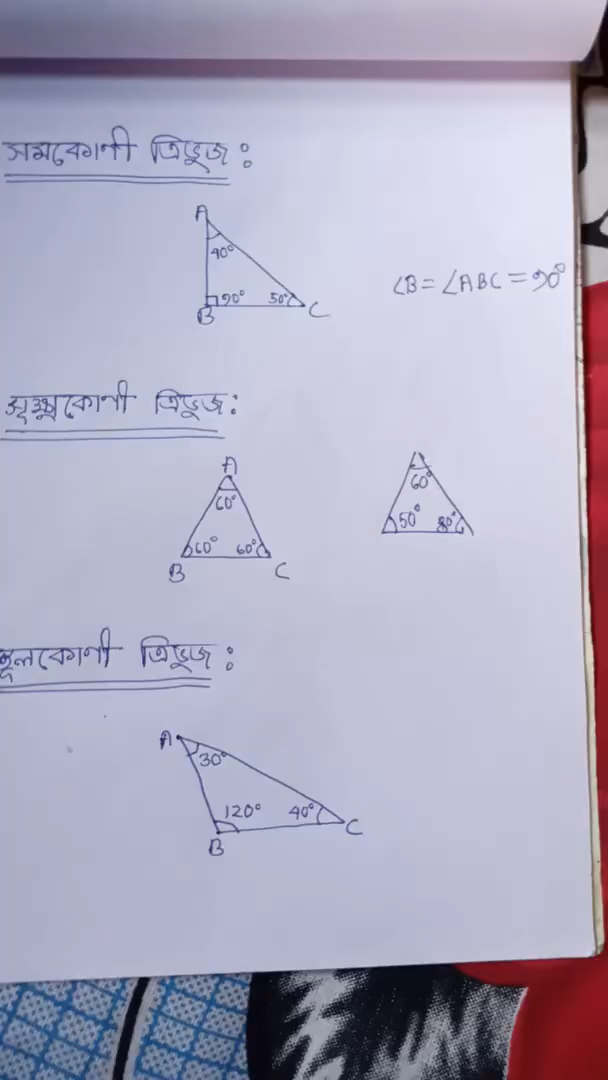 সমকোণী ত্রিভুজ :
A
40°
90° 50°
B C
∠B = ∠ABC = 90°
সূক্ষ্মকোণী ত্রিভুজ :
A
60°
60° 60°
B C
60°
50° 80°
স্থূলকোণী ত্রিভুজ :
A
30°
120° 40°
B C